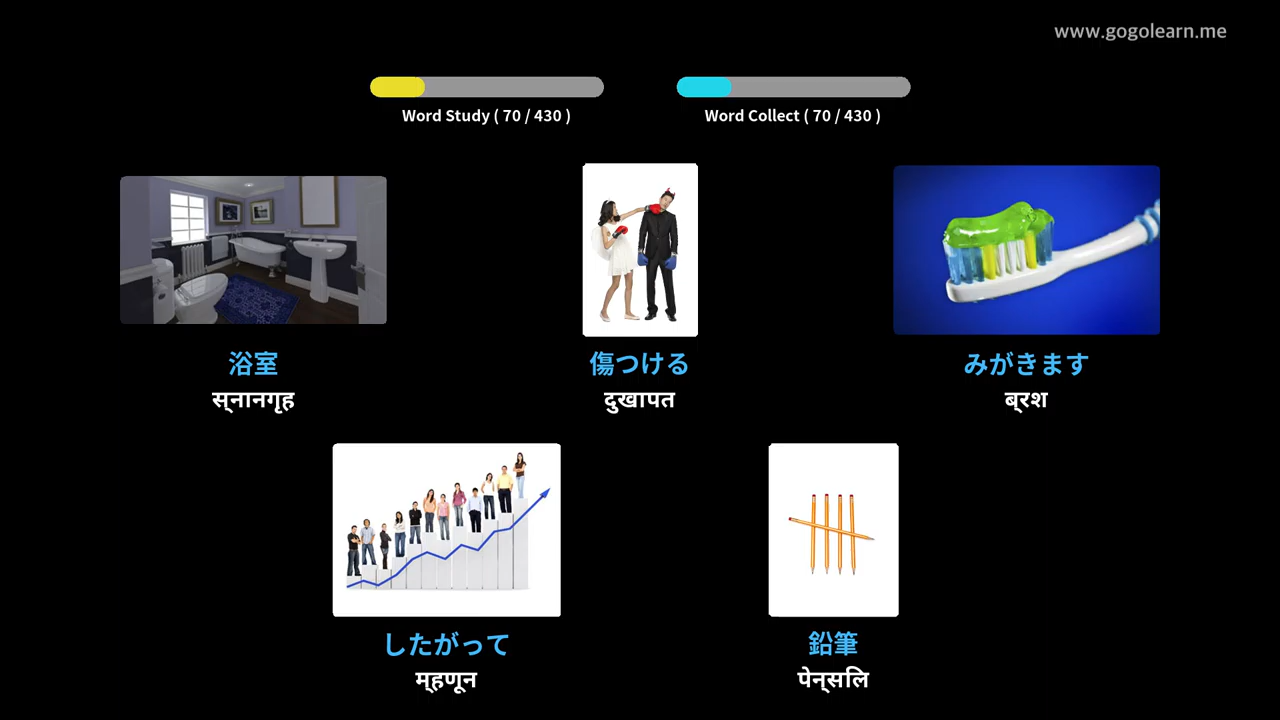 www.gogolearn.me
Word Study ( 70 / 430 )
Word Collect ( 70 / 430 )
浴室
स्नानगृह
傷つける
दुखापत
みがきます
ब्रश
したがって
म्हणून
鉛筆
पेन्सिल